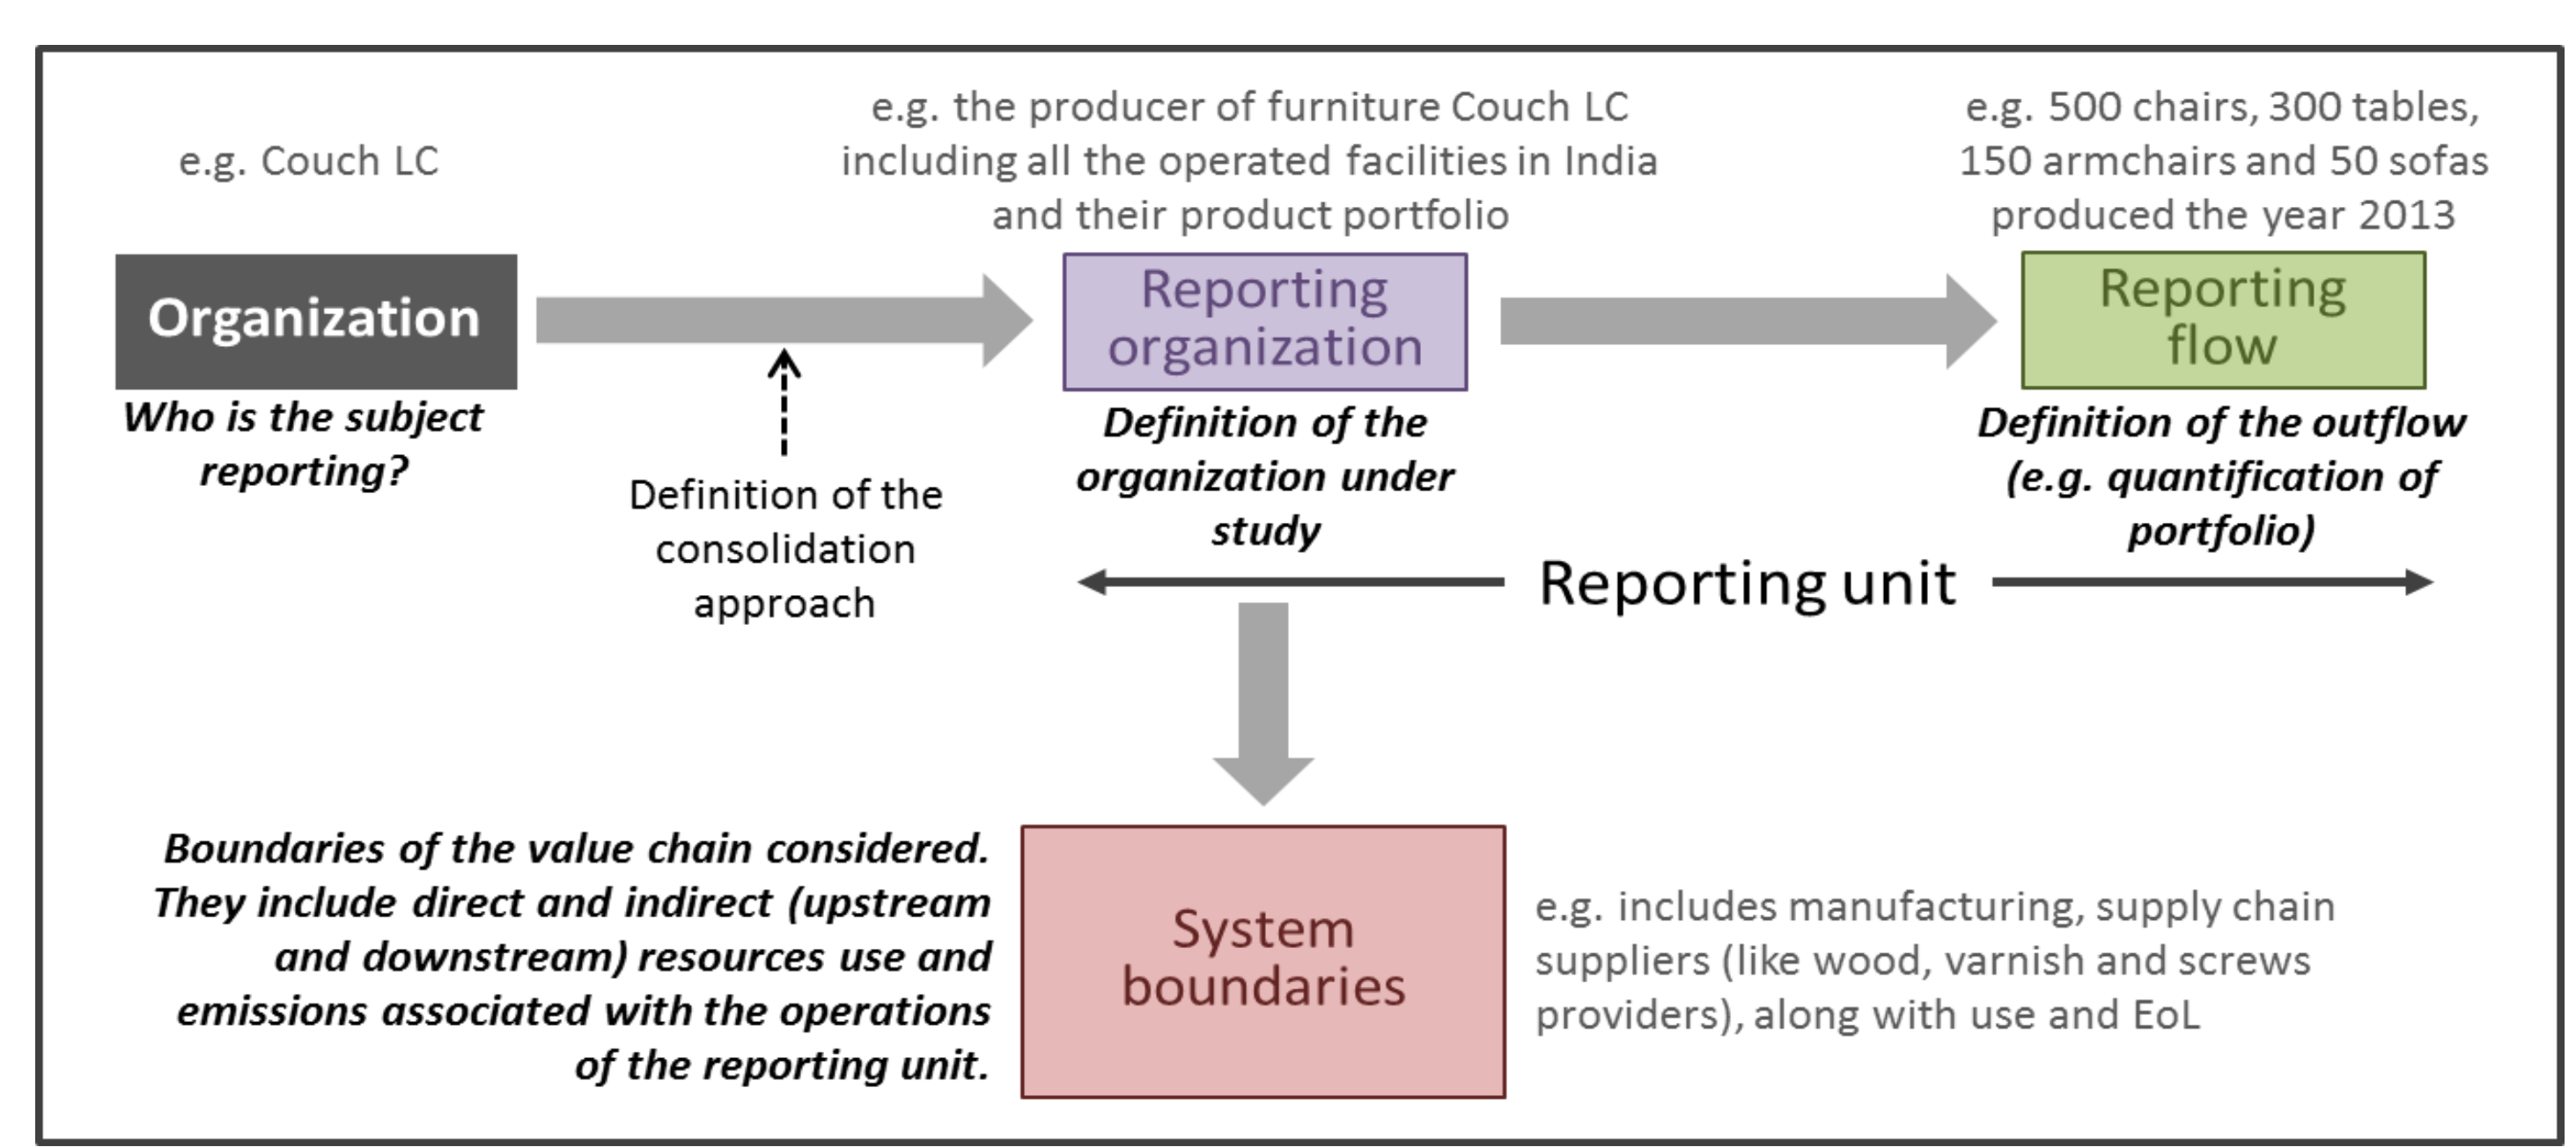 e.g. Couch LC
Organization
Who is the subject
reporting?
Definition of the
consolidation
approach
e.g. the producer of furniture Couch LC
including all the operated facilities in India
and their product portfolio
Reporting
organization
Definition of the
organization under
study
e.g. 500 chairs, 300 tables,
150 armchairs and 50 sofas
produced the year 2013
Reporting
flow
Definition of the outflow
(e.g. quantification of
portfolio)
Reporting unit
Boundaries of the value chain considered.
They include direct and indirect (upstream
and downstream) resources use and
emissions associated with the operations
of the reporting unit.
System
boundaries
e.g. includes manufacturing, supply chain
suppliers (like wood, varnish and screws
providers), along with use and EoL